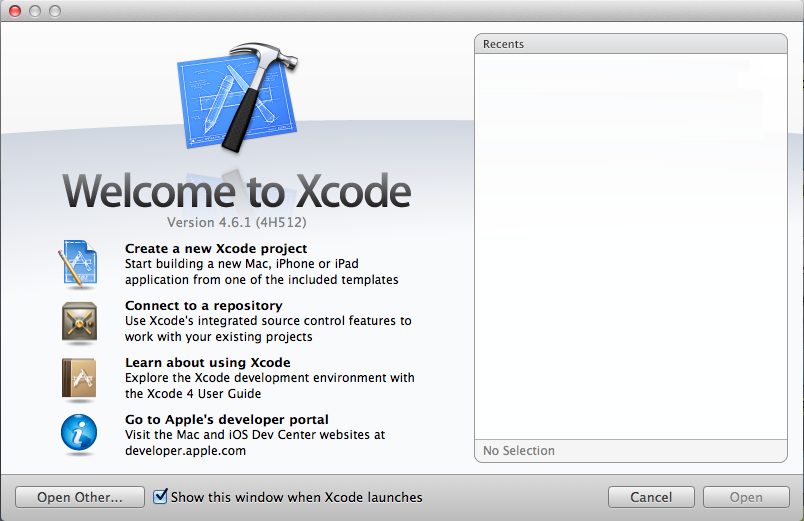 Recents
Welcome to Xcode
Version 4.6.1 (4H512)
Create a new Xcode project
Start building a new Mac, iPhone or iPad
application from one of the included templates
Connect to a repository
Use Xcode's integrated source control features to
work with your existing projects
Learn about using Xcode
Explore the Xcode development environment with
the Xcode 4 User Guide
Go to Apple's developer portal
Visit the Mac and iOS Dev Center websites at
developer.apple.com
No Selection
Open Other...
Show this window when Xcode launches
Cancel
Open